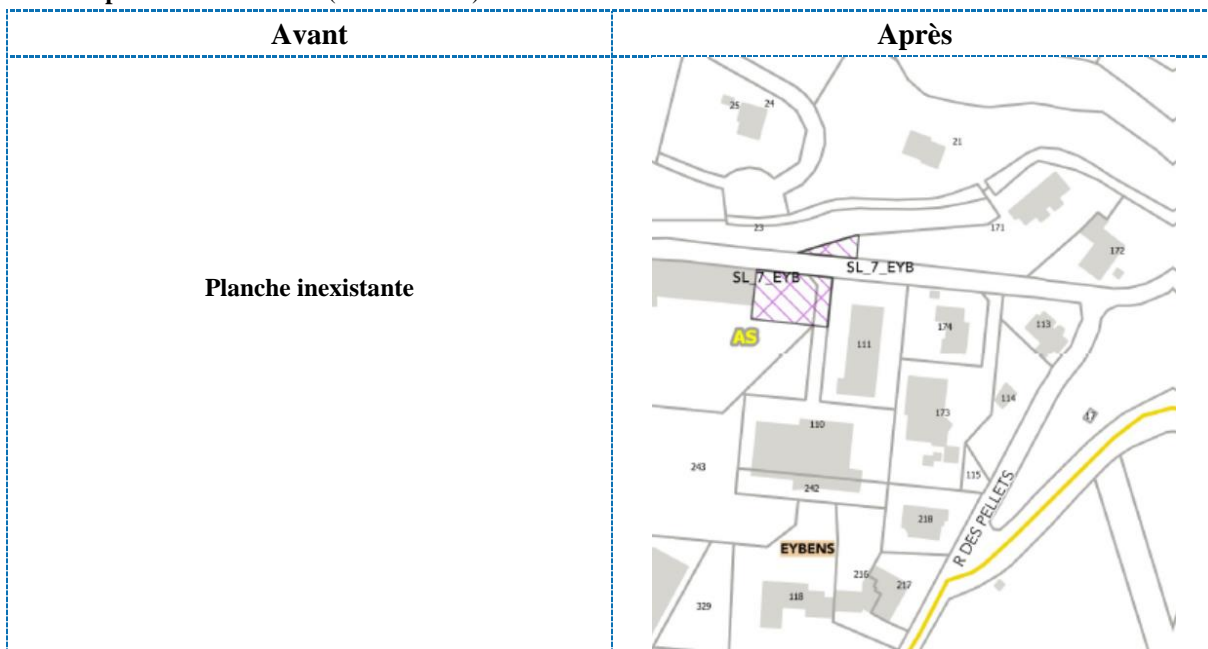 Avant
Après
Planche inexistante
25
24
21
23
171
172
SL_7_EYB
SL_7_EYB
AS
111
174
113
114
173
110
47
243
242
115
218
R DES PELLETS
EYBENS
216
217
118
329